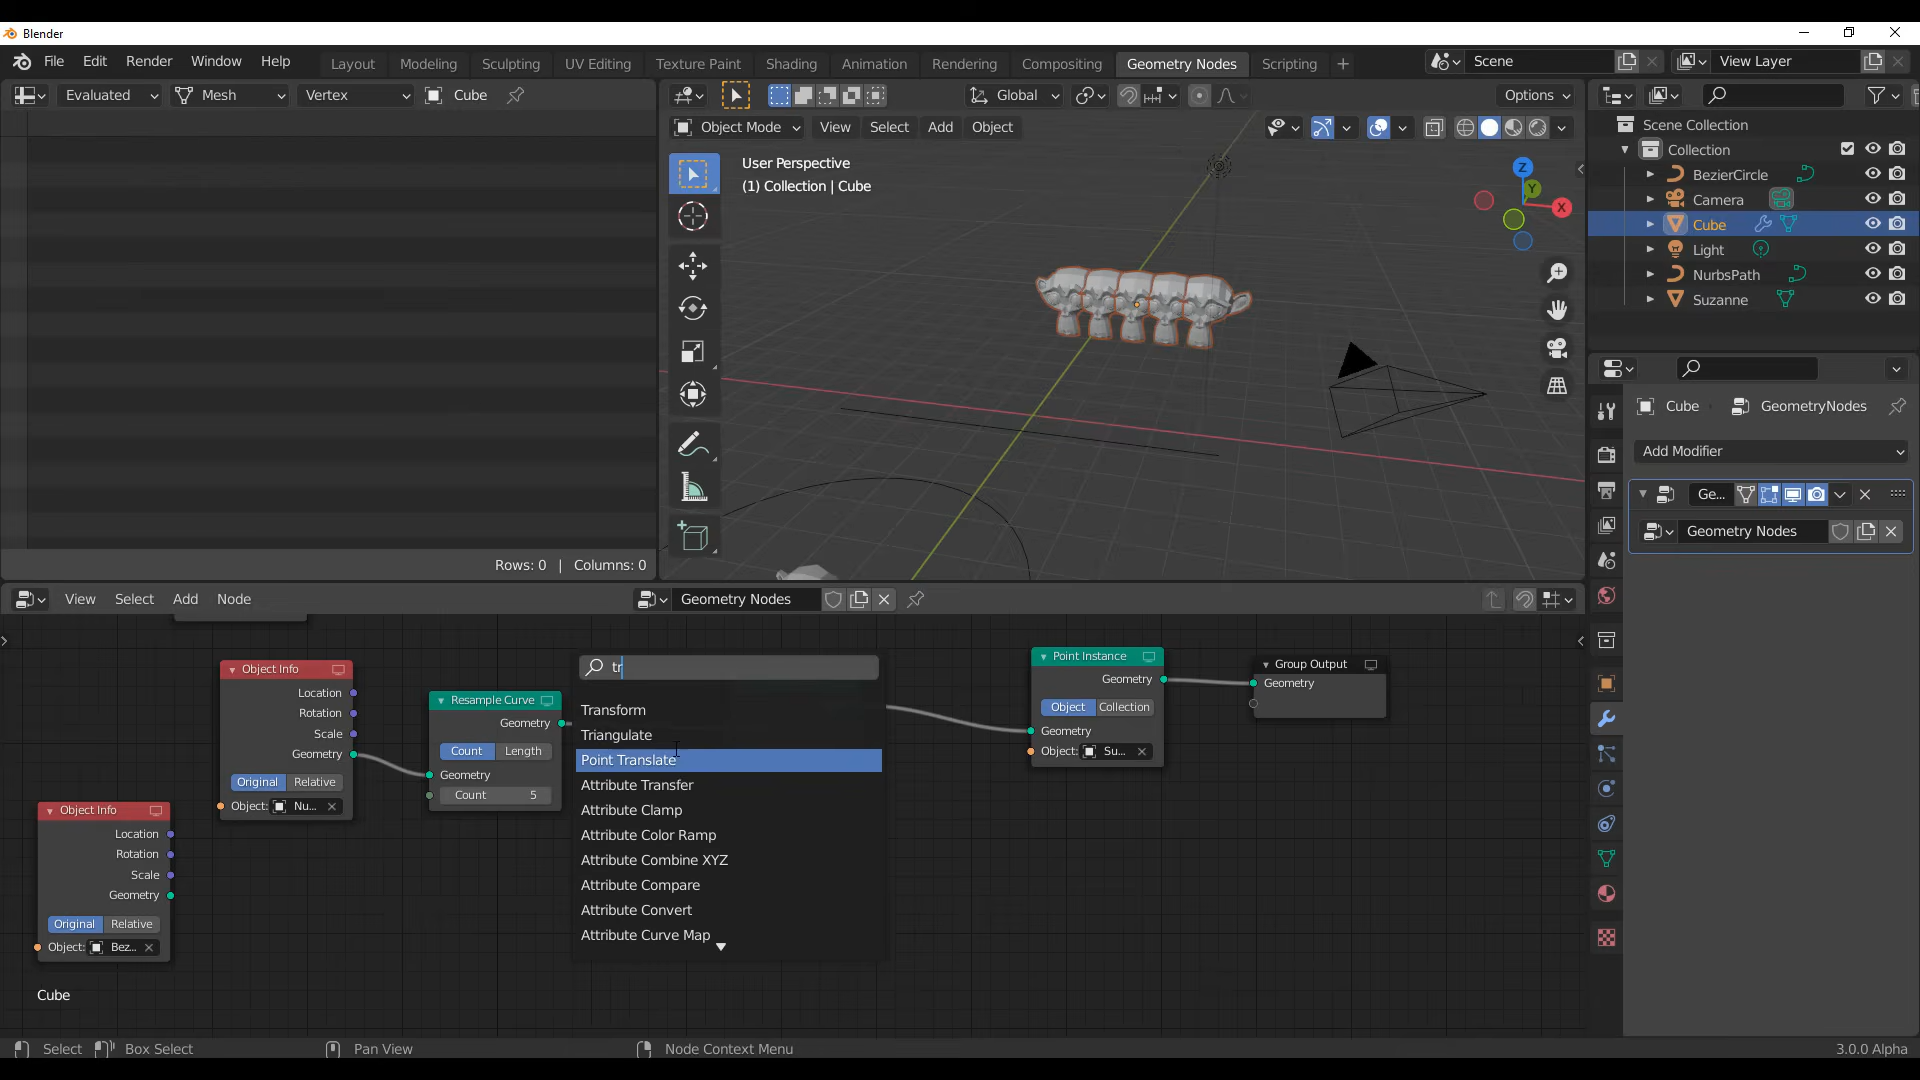 Blender
File Edit Render Window Help Layout Modeling Sculpting UV Editing Texture Paint Shading Animation Rendering Compositing Geometry Nodes Scripting + Scene View Layer
Evaluated Mesh Vertex Cube
Global Options
Object Mode View Select Add Object
User Perspective
(1) Collection | Cube
Z
Y
X
Rows: 0 | Columns: 0
Scene Collection
Collection
BezierCircle
Camera
Cube
Light
NurbsPath
Suzanne
Cube GeometryNodes
Add Modifier
Ge...
Geometry Nodes
View Select Add Node Geometry Nodes
Object Info
Location
Rotation
Scale
Geometry
Original Relative
Object: Nu...
Object Info
Location
Rotation
Scale
Geometry
Original Relative
Object: Bez...
Resample Curve
Geometry
Count Length
Geometry
Count 5
tr
Transform
Triangulate
Point Translate
Attribute Transfer
Attribute Clamp
Attribute Color Ramp
Attribute Combine XYZ
Attribute Compare
Attribute Convert
Attribute Curve Map
Point Instance
Geometry
Object Collection
Geometry
Object: Su...
Group Output
Geometry
Cube
Select Box Select Pan View Node Context Menu 3.0.0 Alpha